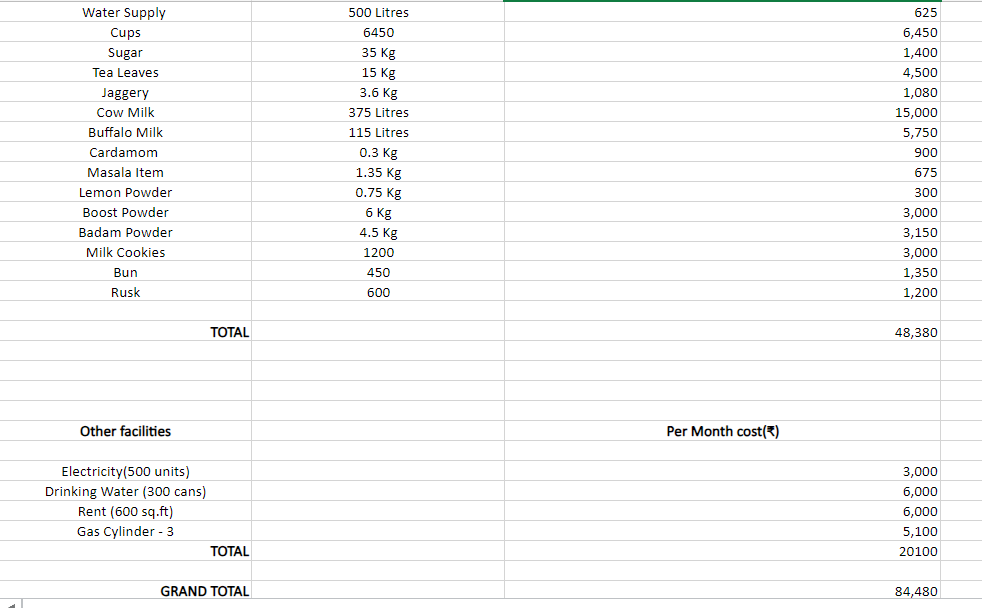 Water Supply 500 Litres 625
Cups 6450 6,450
Sugar 35 Kg 1,400
Tea Leaves 15 Kg 4,500
Jaggery 3.6 Kg 1,080
Cow Milk 375 Litres 15,000
Buffalo Milk 115 Litres 5,750
Cardamom 0.3 Kg 900
Masala Item 1.35 Kg 675
Lemon Powder 0.75 Kg 300
Boost Powder 6 Kg 3,000
Badam Powder 4.5 Kg 3,150
Milk Cookies 1200 3,000
Bun 450 1,350
Rusk 600 1,200
TOTAL 48,380
Other facilities Per Month cost(₹)
Electricity(500 units) 3,000
Drinking Water (300 cans) 6,000
Rent (600 sq.ft) 6,000
Gas Cylinder - 3 5,100
TOTAL 20100
GRAND TOTAL 84,480